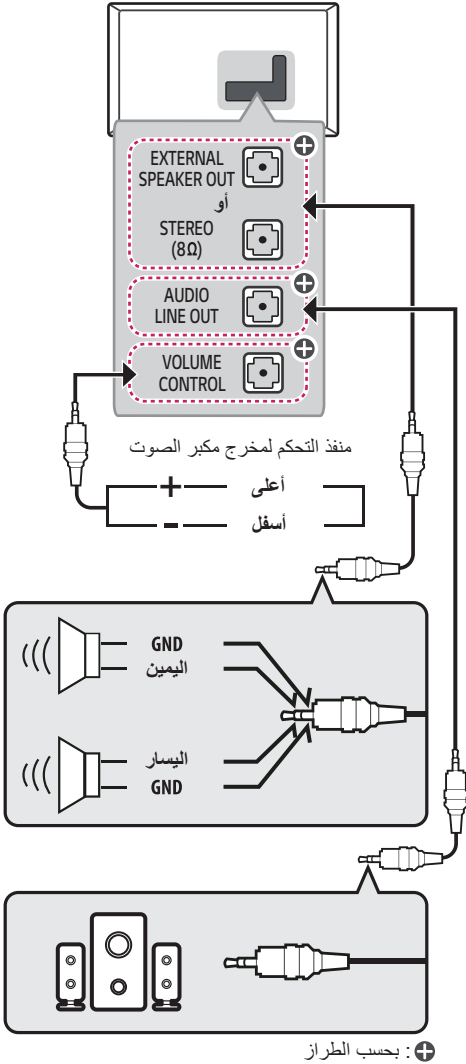 EXTERNAL
SPEAKER OUT
أو
STEREO
(8Ω)
AUDIO
LINE OUT
VOLUME
CONTROL
منفذ التحكم لمخرج مكبر الصوت
أعلى +
أسفل -
GND
اليمين
اليسار
GND
➕: بحسب الطراز